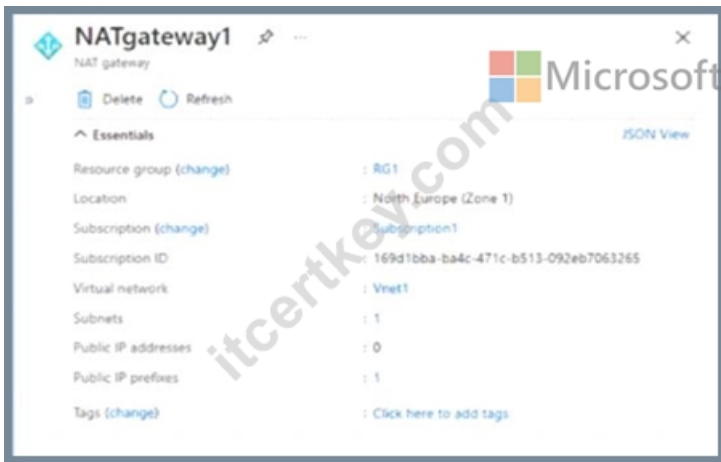 NATgateway1
NAT gateway
Microsoft
Delete Refresh
Essentials JSON View
Resource group (change) : RG1
Location : North Europe (Zone 1)
Subscription (change) : Subscription1
Subscription ID : 169d1bba-ba4c-471c-b513-092eb7063265
Virtual network : Vnet1
Subnets : 1
Public IP addresses : 0
Public IP prefixes : 1
Tags (change) : Click here to add tags
itcertkey.com